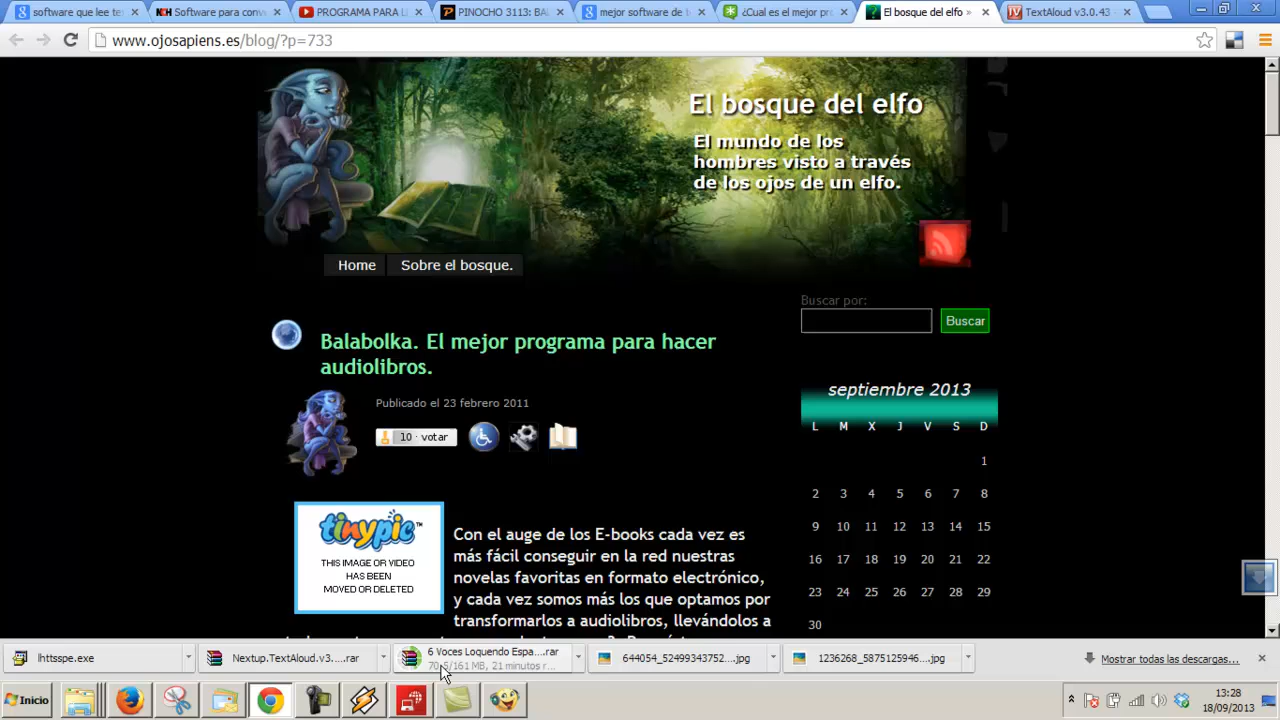 software que lee te
Software para conv
PROGRAMA PARA L
PINOCHO 3113: BA
mejor software de t
¿Cual es el mejor pr
El bosque del elfo »
TextAloud v3.0.43 -
www.ojosapiens.es/blog/?p=733
El bosque del elfo
El mundo de los
hombres visto a través
de los ojos de un elfo.
Home
Sobre el bosque.
Buscar por:
Buscar
Balabolka. El mejor programa para hacer
audiolibros.
Publicado el 23 febrero 2011
10 · votar
septiembre 2013
L M X J V S D
1
2 3 4 5 6 7 8
9 10 11 12 13 14 15
16 17 18 19 20 21 22
23 24 25 26 27 28 29
30
tinypic™
THIS IMAGE OR VIDEO
HAS BEEN
MOVED OR DELETED
Con el auge de los E-books cada vez es
más fácil conseguir en la red nuestras
novelas favoritas en formato electrónico,
y cada vez somos más los que optamos por
transformarlos a audiolibros, llevándolos a
lhttsspe.exe
Nextup.TextAloud.v3....rar
6 Voces Loquendo Espa....rar
/161 MB, 21 minutos r...
644054_52499343752....jpg
1236268_5875125946....jpg
Mostrar todas las descargas...
Inicio
13:28
18/09/2013